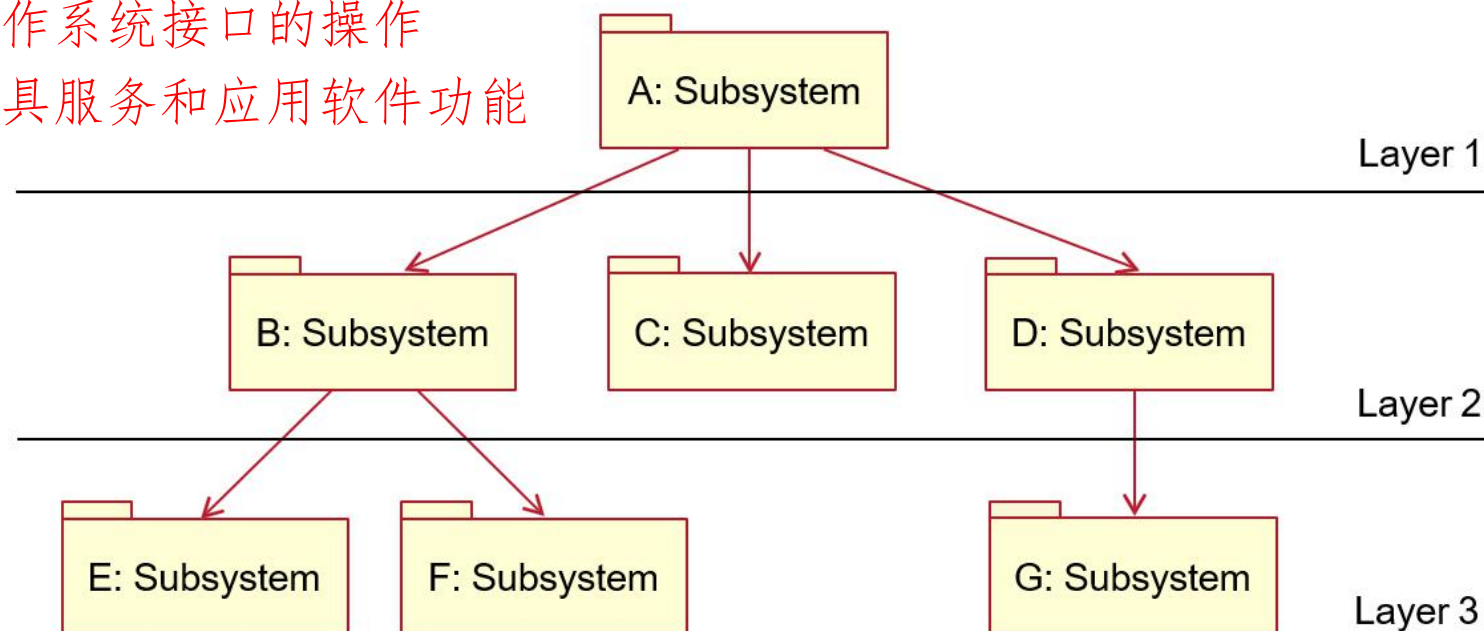 作系统接口的操作
具服务和应用软件功能
A: Subsystem
Layer 1
B: Subsystem
C: Subsystem
D: Subsystem
Layer 2
E: Subsystem
F: Subsystem
G: Subsystem
Layer 3